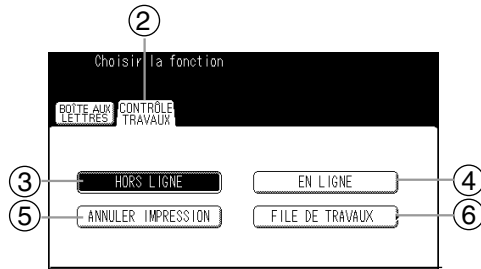 ②
Choisir la fonction
BOÎTE AUX
LETTRES
CONTRÔLE
TRAVAUX
③ HORS LIGNE EN LIGNE ④
⑤ ANNULER IMPRESSION FILE DE TRAVAUX ⑥